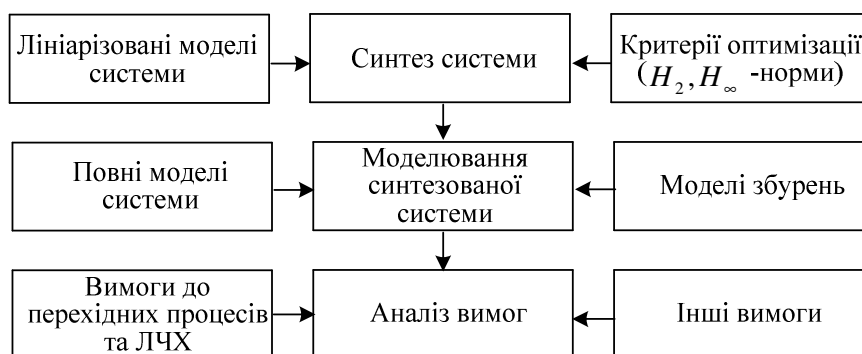 Лініаризовані моделі
системи
Синтез системи
Критерії оптимізації
(H₂, H∞ -норми)
Повні моделі
системи
Моделювання
синтезованої
системи
Моделі збурень
Вимоги до
перехідних процесів
та ЛЧХ
Аналіз вимог
Інші вимоги